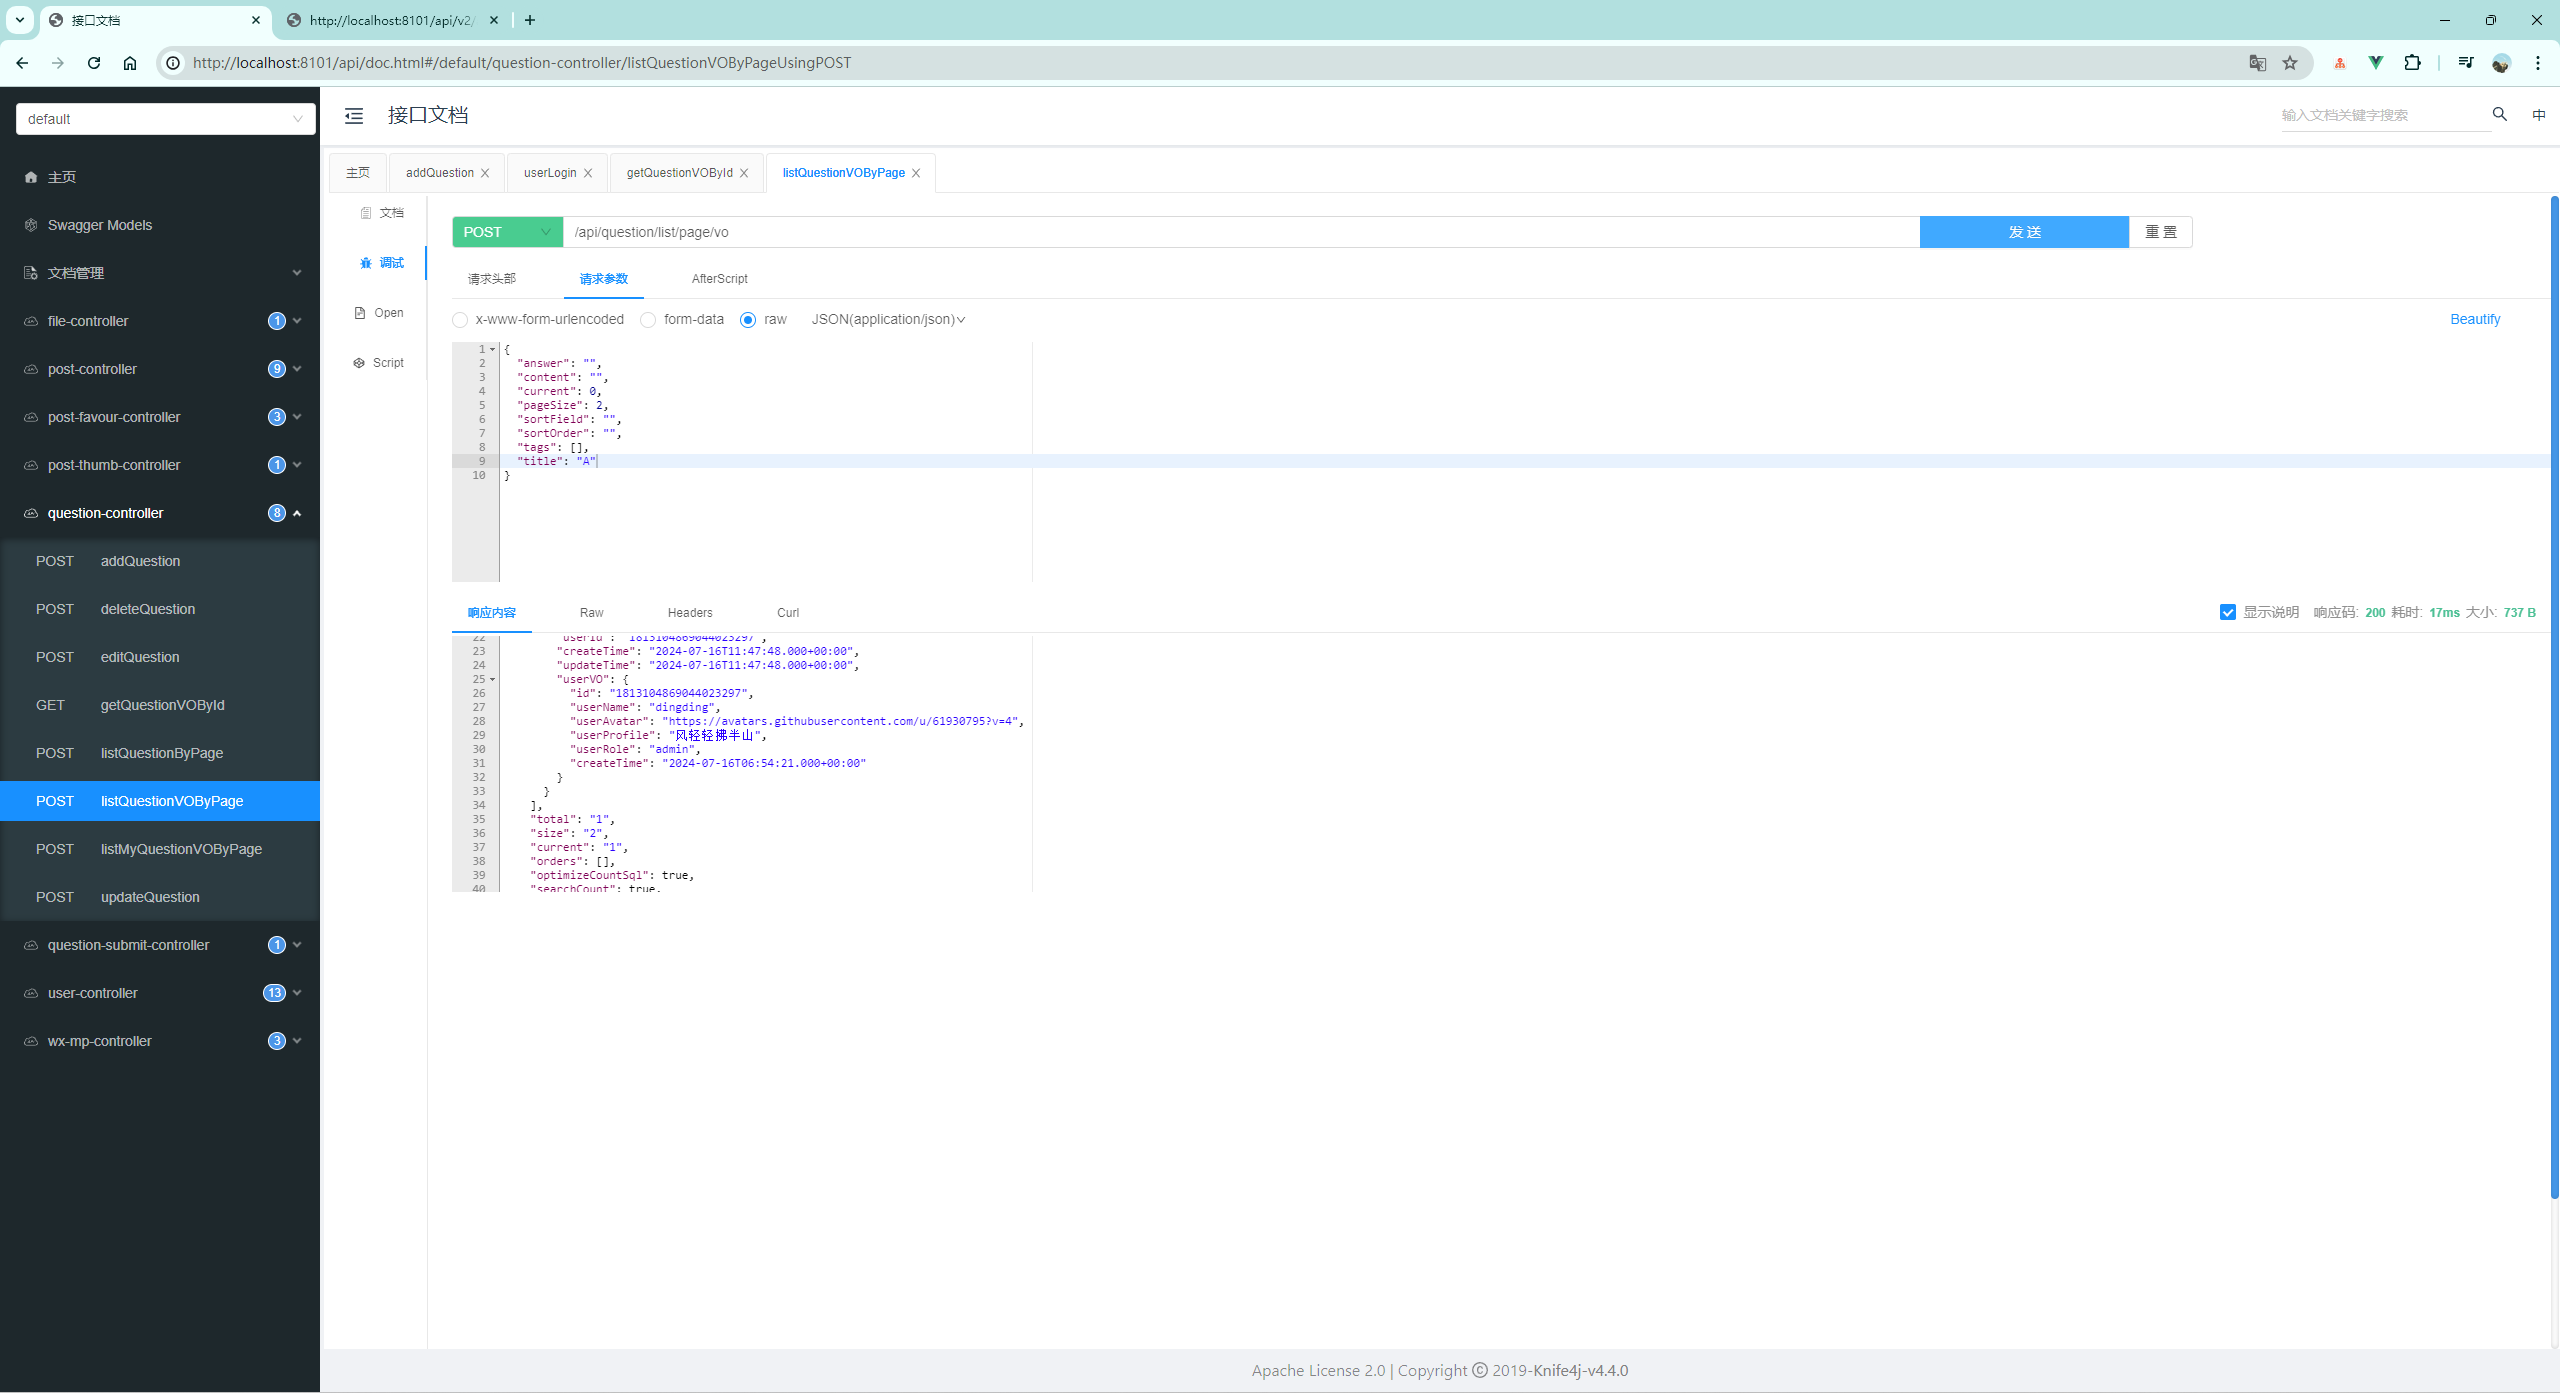 接口文档
http://localhost:8101/api/v2/
http://localhost:8101/api/doc.html#/default/question-controller/listQuestionVOByPageUsingPOST
default
接口文档
输入文档关键字搜索
中
主页
Swagger Models
文档管理
file-controller 1
post-controller 9
post-favour-controller 3
post-thumb-controller 1
question-controller 8
POST addQuestion
POST deleteQuestion
POST editQuestion
GET getQuestionVOById
POST listQuestionByPage
POST listQuestionVOByPage
POST listMyQuestionVOByPage
POST updateQuestion
question-submit-controller 1
user-controller 13
wx-mp-controller 3
主页 addQuestion userLogin getQuestionVOById listQuestionVOByPage
文档
调试
Open
Script
POST /api/question/list/page/vo 发 送 重 置
请求头部 请求参数 AfterScript
x-www-form-urlencoded form-data raw JSON(application/json) Beautify
1 {
2 "answer": "",
3 "content": "",
4 "current": 0,
5 "pageSize": 2,
6 "sortField": "",
7 "sortOrder": "",
8 "tags": [],
9 "title": "A"
10 }
响应内容 Raw Headers Curl 显示说明 响应码: 200 耗时: 17ms 大小: 737 B
22 "userId": "1813104869044023297",
23 "createTime": "2024-07-16T11:47:48.000+00:00",
24 "updateTime": "2024-07-16T11:47:48.000+00:00",
25 "userVO": {
26 "id": "1813104869044023297",
27 "userName": "dingding",
28 "userAvatar": "https://avatars.githubusercontent.com/u/61930795?v=4",
29 "userProfile": "风轻轻拂半山",
30 "userRole": "admin",
31 "createTime": "2024-07-16T06:54:21.000+00:00"
32 }
33 }
34 ],
35 "total": "1",
36 "size": "2",
37 "current": "1",
38 "orders": [],
39 "optimizeCountSql": true,
40 "searchCount": true,
Apache License 2.0 | Copyright © 2019-Knife4j-v4.4.0